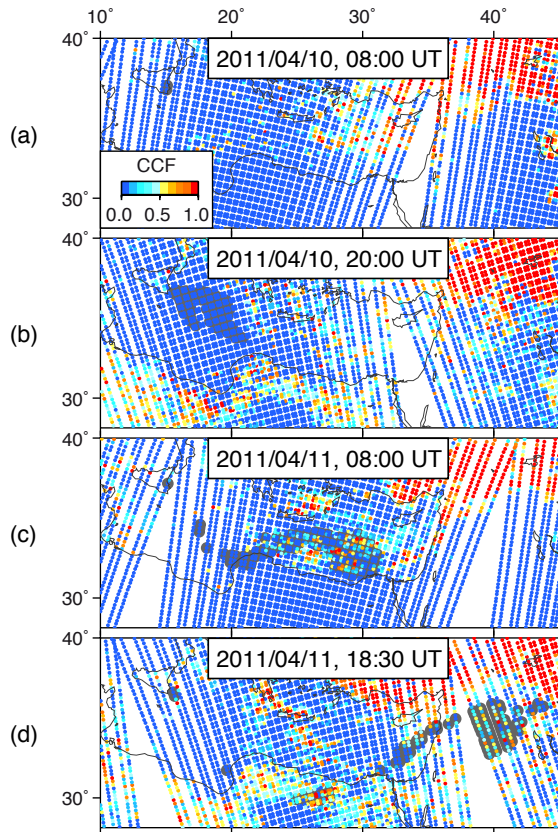 10˚ 20˚ 30˚ 40˚
40˚
2011/04/10, 08:00 UT
(a)
CCF
0.0 0.5 1.0
30˚
40˚
2011/04/10, 20:00 UT
(b)
30˚
40˚
2011/04/11, 08:00 UT
(c)
30˚
40˚
2011/04/11, 18:30 UT
(d)
30˚